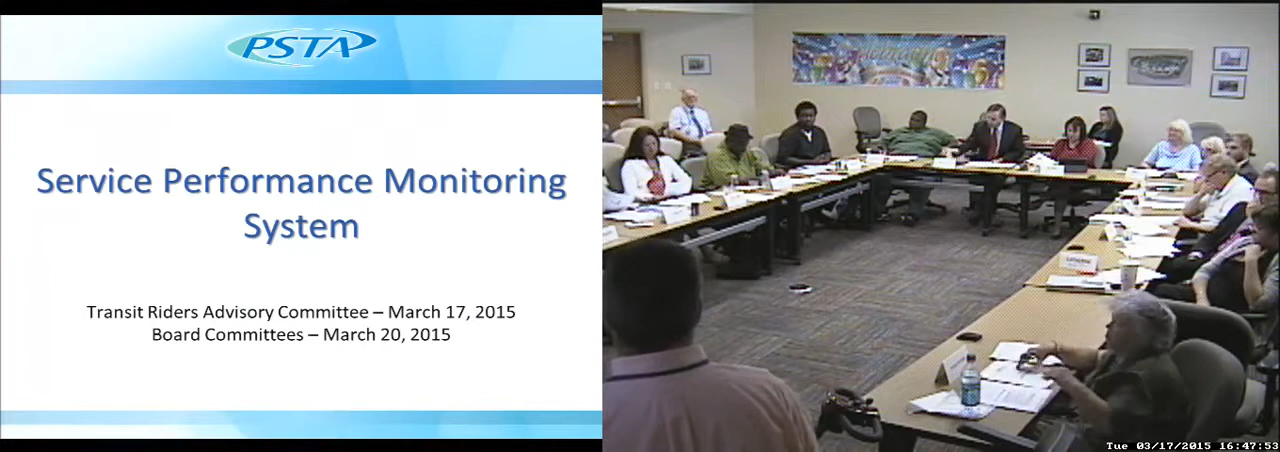 PSTA
Service Performance Monitoring
System
Transit Riders Advisory Committee – March 17, 2015
Board Committees – March 20, 2015
CATHERINE
Tue 03/17/2015 16:47:53